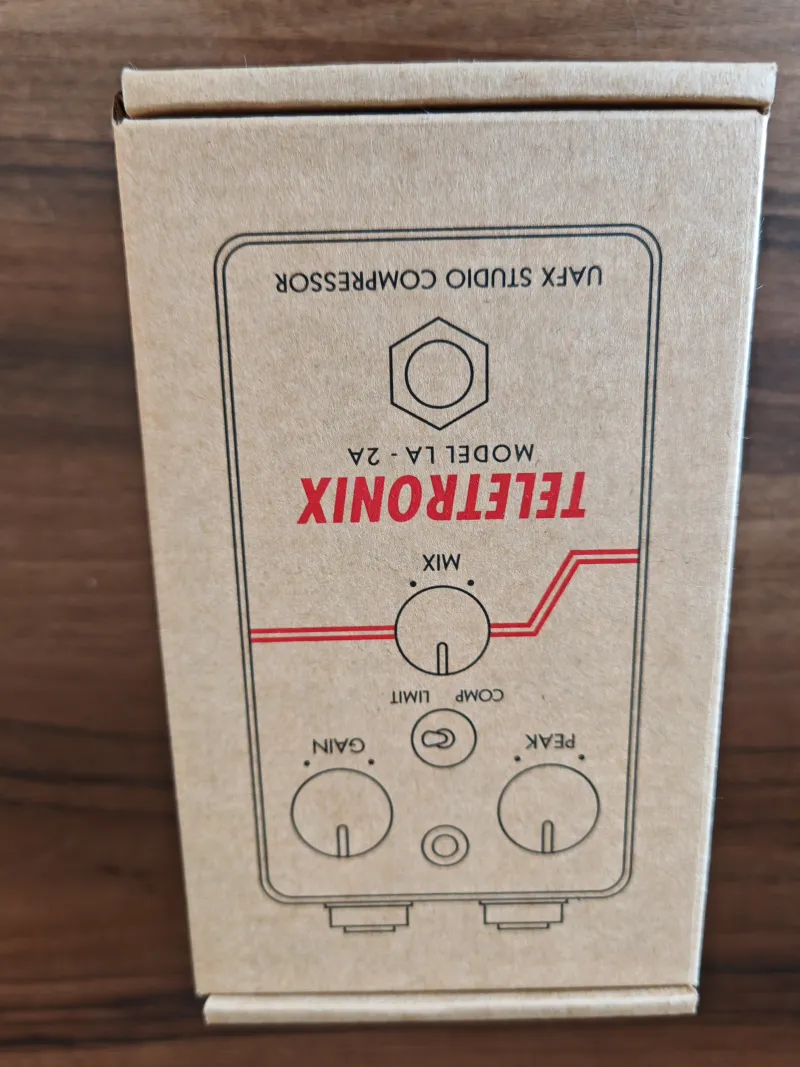 PEAK
GAIN
COMP LIMIT
MIX
TELETRONIX
MODEL LA - 2A
UAFX STUDIO COMPRESSOR